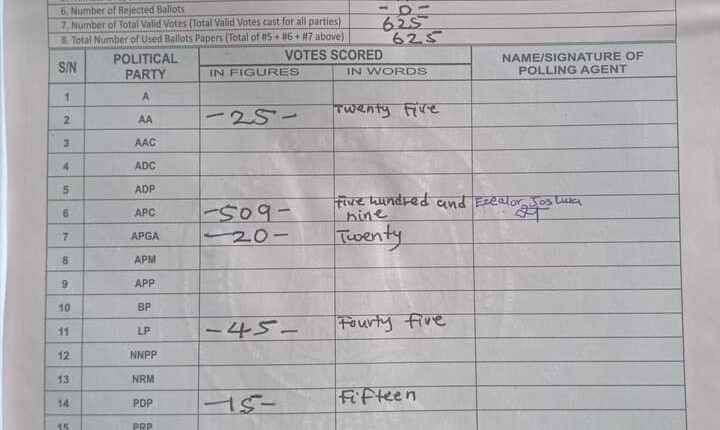 6. Number of Rejected Ballots - 0 -
7. Number of Total Valid Votes (Total Valid Votes cast for all parties) 625
8. Total Number of Used Ballots Papers (Total of #5 + #6 + #7 above) 625
S/N POLITICAL PARTY VOTES SCORED NAME/SIGNATURE OF POLLING AGENT
IN FIGURES IN WORDS
1 A
2 AA -25- Twenty Five
3 AAC
4 ADC
5 ADP
6 APC -509- Five hundred and nine Ezealor Joshua
7 APGA -20- Twenty
8 APM
9 APP
10 BP
11 LP -45- Fourty five
12 NNPP
13 NRM
14 PDP -15- Fifteen
15 PRP